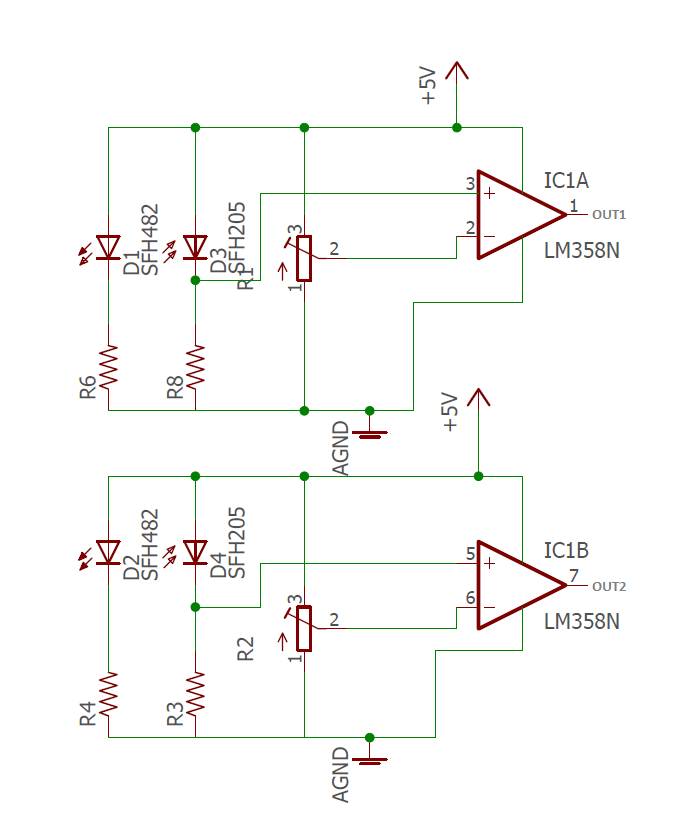 +5V
3
IC1A
1
OUT1
2
LM358N
D1
SFH482
D3
SFH205
R1
3
2
1
R6
R8
+5V
AGND
5
IC1B
7
OUT2
6
LM358N
D2
SFH482
D4
SFH205
R2
3
2
1
R4
R3
AGND